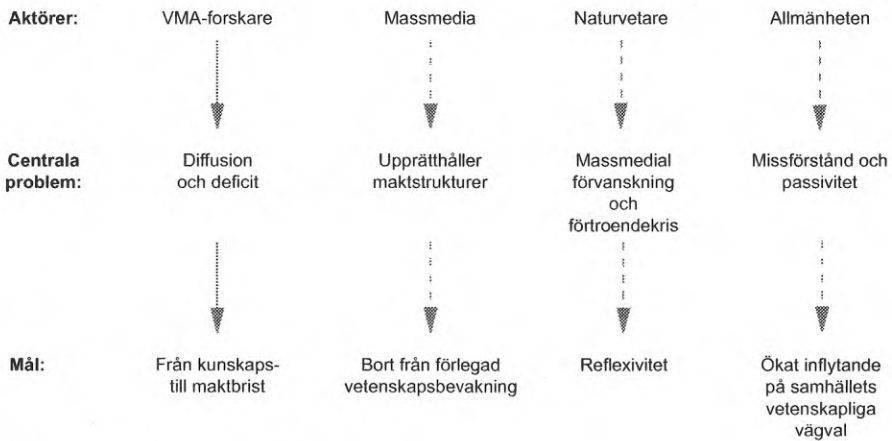 Aktörer: VMA-forskare Massmedia Naturvetare Allmänheten
Centrala problem:
Diffusion och deficit
Upprätthåller maktstrukturer
Massmedial förvanskning och förtroendekris
Missförstånd och passivitet
Mål:
Från kunskaps- till maktbrist
Bort från förlegad vetenskapsbevakning
Reflexivitet
Ökat inflytande på samhällets vetenskapliga vägval